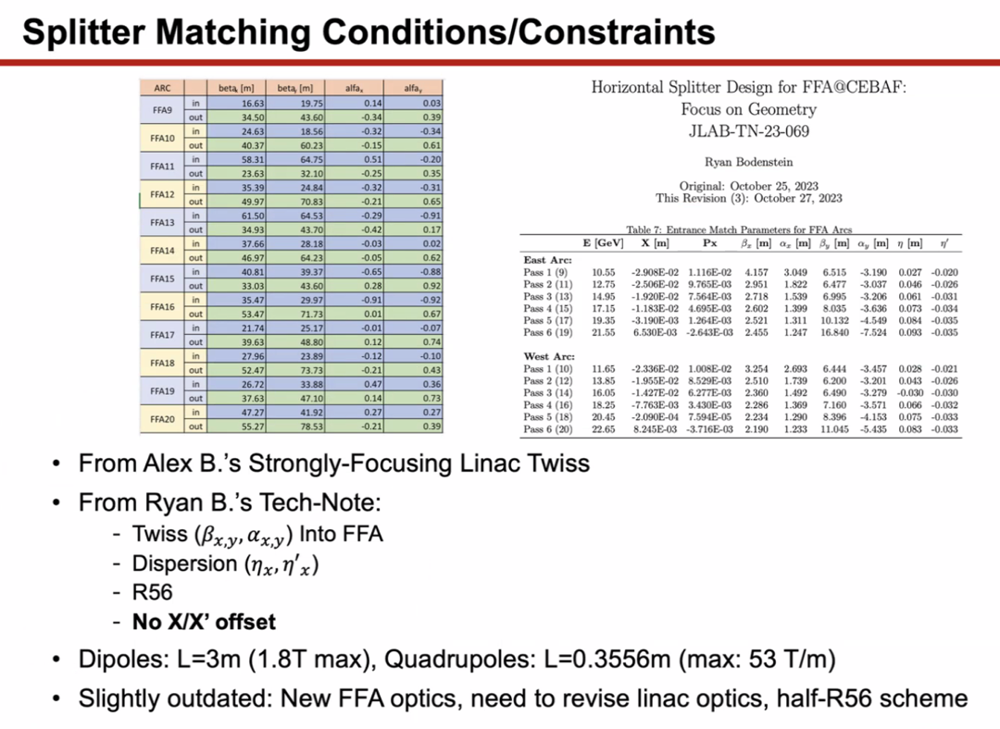 Splitter Matching Conditions/Constraints
ARC beta_x [m] beta_y [m] alfa_x alfa_y
FFA9 in 16.63 19.75 0.14 0.03
out 34.50 43.60 -0.34 0.39
FFA10 in 24.63 18.56 -0.32 -0.34
out 40.37 60.23 -0.15 0.61
FFA11 in 58.31 64.75 0.51 -0.20
out 23.63 32.10 -0.25 0.35
FFA12 in 35.39 24.84 -0.32 -0.31
out 49.97 70.83 -0.21 0.65
FFA13 in 61.50 64.53 -0.29 -0.91
out 34.93 43.70 -0.42 0.17
FFA14 in 37.66 28.18 -0.03 0.02
out 46.97 64.23 -0.05 0.62
FFA15 in 40.81 39.37 -0.65 -0.88
out 33.03 43.60 0.28 0.92
FFA16 in 35.47 29.97 -0.91 -0.92
out 53.47 71.73 0.01 0.67
FFA17 in 21.74 25.17 -0.01 -0.07
out 39.63 48.80 0.12 0.74
FFA18 in 27.96 23.89 -0.12 -0.10
out 52.47 73.73 -0.21 0.43
FFA19 in 26.72 33.88 0.47 0.36
out 37.63 47.10 0.14 0.73
FFA20 in 47.27 41.92 0.27 0.27
out 55.27 78.53 -0.21 0.39
Horizontal Splitter Design for FFA@CEBAF:
Focus on Geometry
JLAB-TN-23-069
Ryan Bodenstein
Original: October 25, 2023
This Revision (3): October 27, 2023
Table 7: Entrance Match Parameters for FFA Arcs
E [GeV] X [m] Px β_x [m] α_x [m] β_y [m] α_y [m] η [m] η'
East Arc:
Pass 1 (9) 10.55 -2.908E-02 1.116E-02 4.157 3.049 6.515 -3.190 0.027 -0.020
Pass 2 (11) 12.75 -2.506E-02 9.765E-03 2.951 1.822 6.477 -3.037 0.046 -0.026
Pass 3 (13) 14.95 -1.920E-02 7.564E-03 2.718 1.539 6.995 -3.206 0.061 -0.031
Pass 4 (15) 17.15 -1.183E-02 4.695E-03 2.602 1.399 8.035 -3.636 0.073 -0.034
Pass 5 (17) 19.35 -3.190E-03 1.264E-03 2.521 1.311 10.132 -4.549 0.084 -0.035
Pass 6 (19) 21.55 6.530E-03 -2.643E-03 2.455 1.247 16.840 -7.524 0.093 -0.035
West Arc:
Pass 1 (10) 11.65 -2.336E-02 1.008E-02 3.254 2.693 6.444 -3.457 0.028 -0.021
Pass 2 (12) 13.85 -1.955E-02 8.529E-03 2.510 1.739 6.200 -3.201 0.043 -0.026
Pass 3 (14) 16.05 -1.427E-02 6.277E-03 2.360 1.492 6.490 -3.279 -0.030 -0.030
Pass 4 (16) 18.25 -7.763E-03 3.430E-03 2.286 1.369 7.160 -3.571 0.066 -0.032
Pass 5 (18) 20.45 -2.090E-04 7.594E-05 2.234 1.290 8.396 -4.153 0.075 -0.033
Pass 6 (20) 22.65 8.245E-03 -3.716E-03 2.190 1.233 11.045 -5.435 0.083 -0.033
• From Alex B.'s Strongly-Focusing Linac Twiss
• From Ryan B.'s Tech-Note:
- Twiss (β_x,y, α_x,y) Into FFA
- Dispersion (η_x, η'_x)
- R56
- No X/X' offset
• Dipoles: L=3m (1.8T max), Quadrupoles: L=0.3556m (max: 53 T/m)
• Slightly outdated: New FFA optics, need to revise linac optics, half-R56 scheme